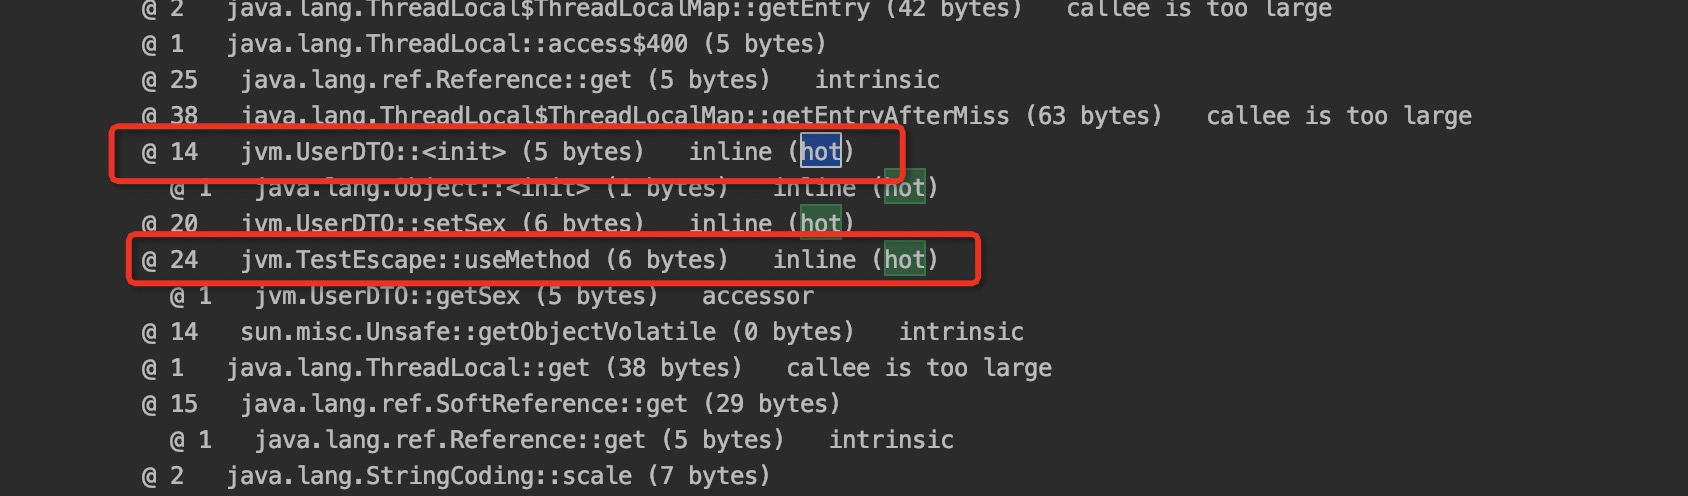 @ 2   java.lang.ThreadLocal$ThreadLocalMap::getEntry (42 bytes)   callee is too large
@ 1   java.lang.ThreadLocal::access$400 (5 bytes)
@ 25   java.lang.ref.Reference::get (5 bytes)   intrinsic
@ 38   java.lang.ThreadLocal$ThreadLocalMap::getEntryAfterMiss (63 bytes)   callee is too large
@ 14   jvm.UserDTO::<init> (5 bytes)   inline (hot)
@ 1   java.lang.Object::<init> (1 bytes)   inline (hot)
@ 20   jvm.UserDTO::setSex (6 bytes)   inline (hot)
@ 24   jvm.TestEscape::useMethod (6 bytes)   inline (hot)
@ 1   jvm.UserDTO::getSex (5 bytes)   accessor
@ 14   sun.misc.Unsafe::getObjectVolatile (0 bytes)   intrinsic
@ 1   java.lang.ThreadLocal::get (38 bytes)   callee is too large
@ 15   java.lang.ref.SoftReference::get (29 bytes)
@ 1   java.lang.ref.Reference::get (5 bytes)   intrinsic
@ 2   java.lang.StringCoding::scale (7 bytes)